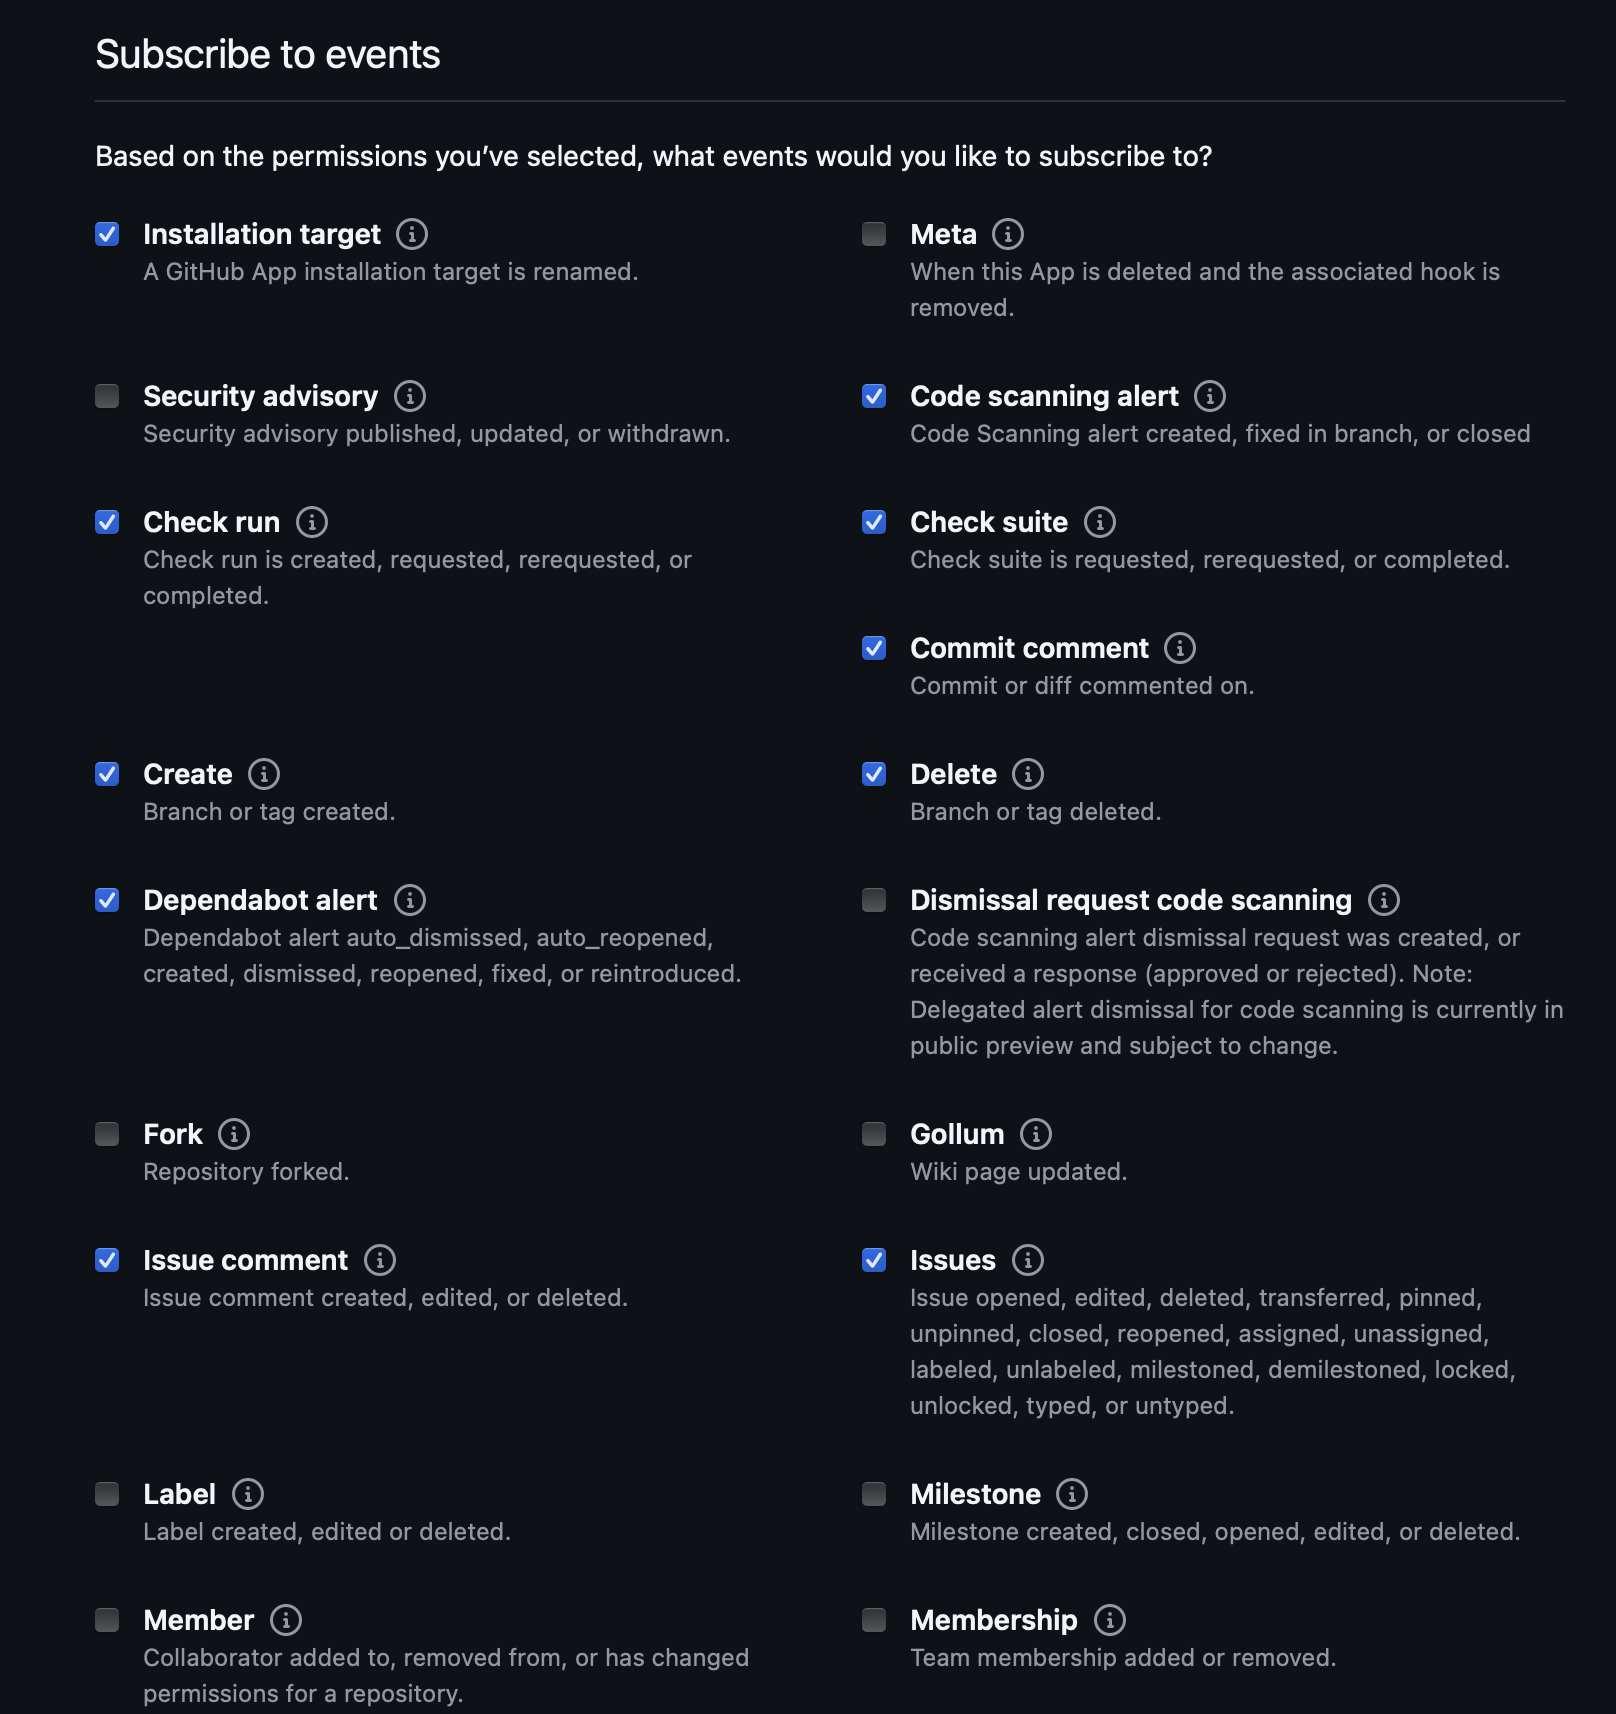 Subscribe to events
Based on the permissions you've selected, what events would you like to subscribe to?
Installation target
A GitHub App installation target is renamed.
Meta
When this App is deleted and the associated hook is
removed.
Security advisory
Security advisory published, updated, or withdrawn.
Code scanning alert
Code Scanning alert created, fixed in branch, or closed
Check run
Check run is created, requested, rerequested, or
completed.
Check suite
Check suite is requested, rerequested, or completed.
Commit comment
Commit or diff commented on.
Create
Branch or tag created.
Delete
Branch or tag deleted.
Dependabot alert
Dependabot alert auto_dismissed, auto_reopened,
created, dismissed, reopened, fixed, or reintroduced.
Dismissal request code scanning
Code scanning alert dismissal request was created, or
received a response (approved or rejected). Note:
Delegated alert dismissal for code scanning is currently in
public preview and subject to change.
Fork
Repository forked.
Gollum
Wiki page updated.
Issue comment
Issue comment created, edited, or deleted.
Issues
Issue opened, edited, deleted, transferred, pinned,
unpinned, closed, reopened, assigned, unassigned,
labeled, unlabeled, milestoned, demilestoned, locked,
unlocked, typed, or untyped.
Label
Label created, edited or deleted.
Milestone
Milestone created, closed, opened, edited, or deleted.
Member
Collaborator added to, removed from, or has changed
permissions for a repository.
Membership
Team membership added or removed.